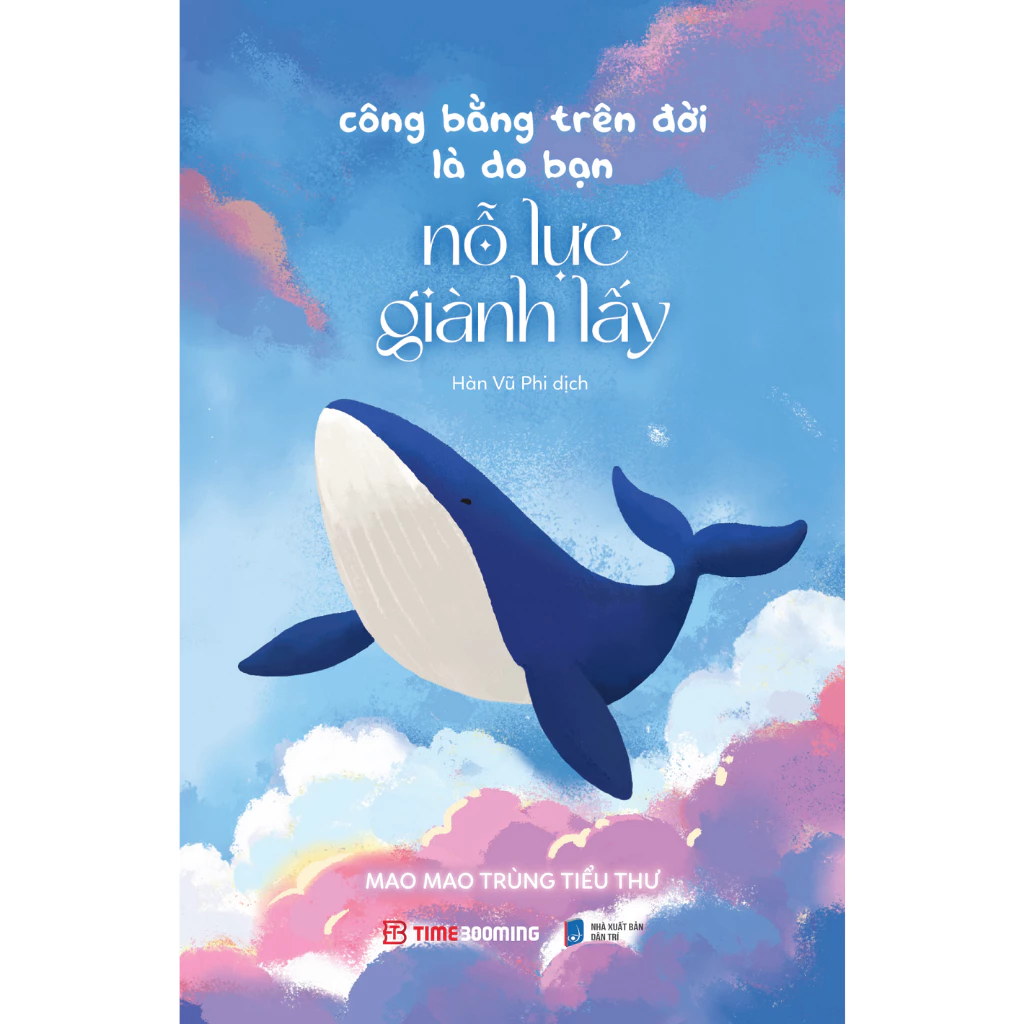 công bằng trên đời
là do bạn
nỗ lực
giành lấy
Hàn Vũ Phi dịch
MAO MAO TRÙNG TIỂU THƯ
TIMEBOOMING
NHÀ XUẤT BẢN
DÂN TRÍ